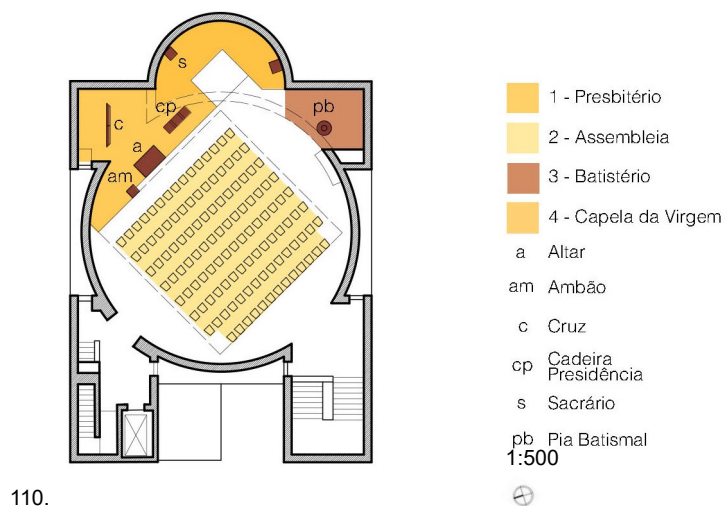 s
cp
pb
c
a
am
1 - Presbitério
2 - Assembleia
3 - Batistério
4 - Capela da Virgem
a Altar
am Ambão
c Cruz
cp Cadeira
Presidência
s Sacrário
pb Pia Batismal
1:500
110.